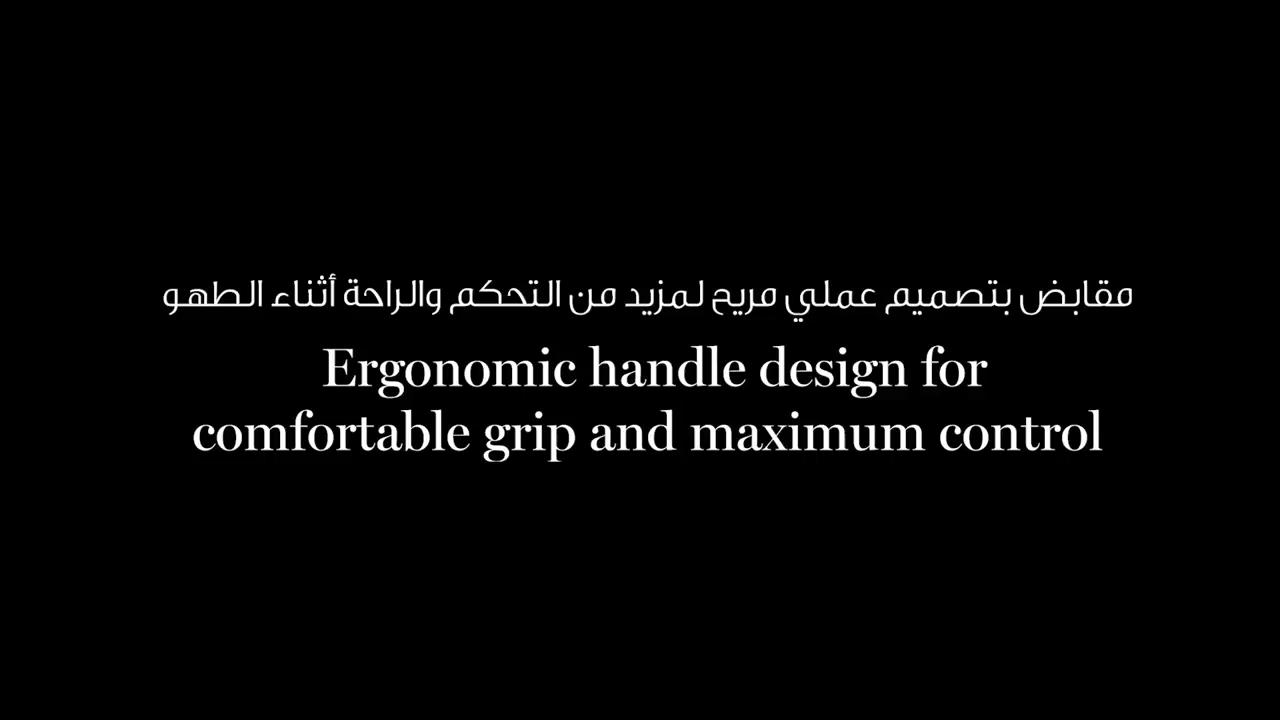 مقابض بتصميم عملي مريح لمزيد من التحكم والراحة أثناء الطهو
Ergonomic handle design for
comfortable grip and maximum control